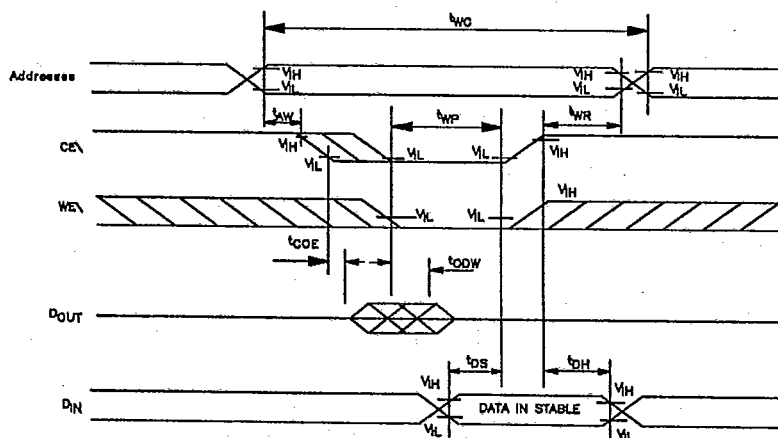 tWC
Addresses VIH VIL VIH VIL VIH VIL
tAW tWP tWR
CE\ VIH VIL VIL VIL VIH
WE\ VIL VIL VIH
tCOE tODW
DOUT
tDS tDH
DIN VIH VIL DATA IN STABLE VIH VIL